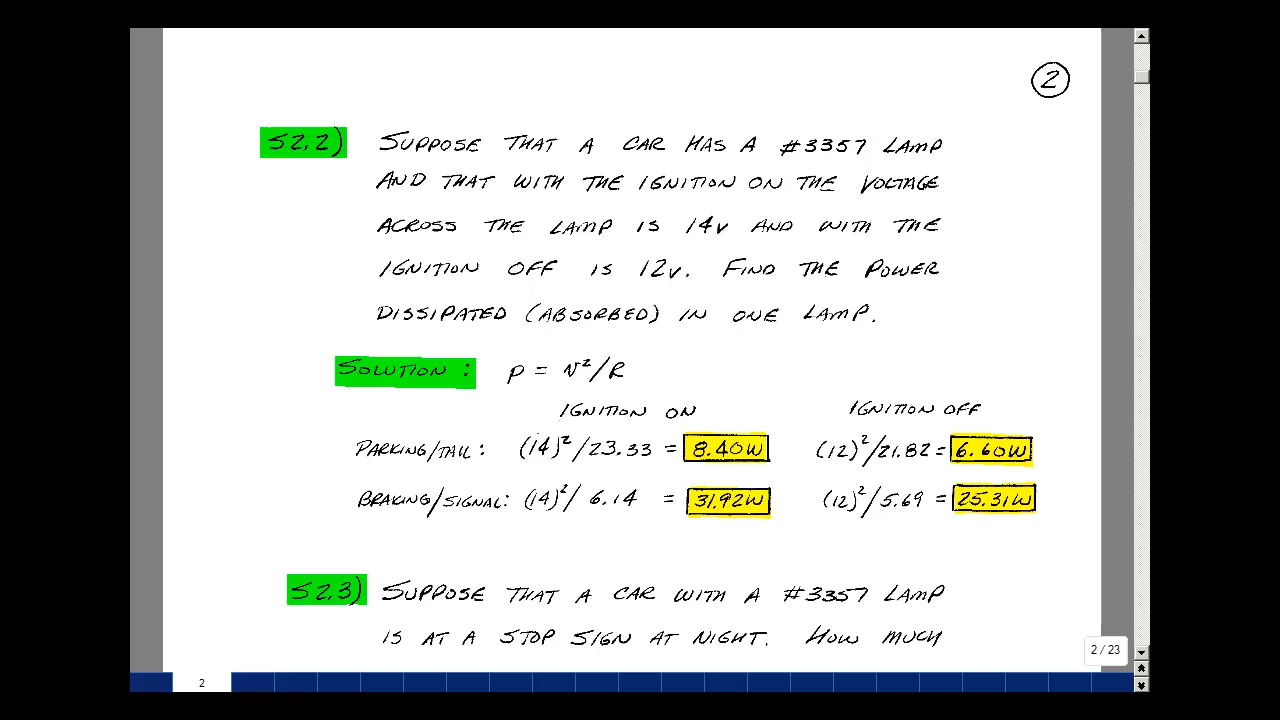 2
S2.2) SUPPOSE THAT A CAR HAS A #3357 LAMP
AND THAT WITH THE IGNITION ON THE VOLTAGE
ACROSS THE LAMP IS 14V AND WITH THE
IGNITION OFF IS 12V. FIND THE POWER
DISSIPATED (ABSORBED) IN ONE LAMP.
SOLUTION: P = V²/R
IGNITION ON IGNITION OFF
PARKING/TAIL: (14)²/23.33 = 8.40W (12)²/21.82 = 6.60W
BRAKING/SIGNAL: (14)²/6.14 = 31.92W (12)²/5.69 = 25.31W
S2.3) SUPPOSE THAT A CAR WITH A #3357 LAMP
IS AT A STOP SIGN AT NIGHT. HOW MUCH
2 / 23
2